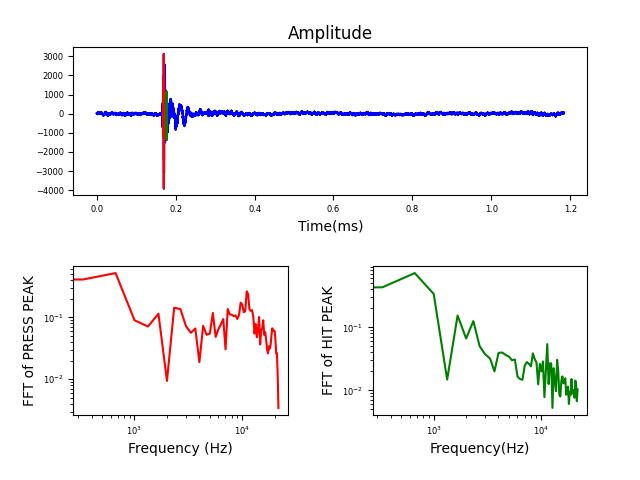 Amplitude
3000
2000
1000
0
−1000
−2000
−3000
−4000
0.0 0.2 0.4 0.6 0.8 1.0 1.2
Time(ms)
FFT of PRESS PEAK
10⁻¹
10⁻²
10³ 10⁴
Frequency (Hz)
FFT of HIT PEAK
10⁻¹
10⁻²
10³ 10⁴
Frequency(Hz)